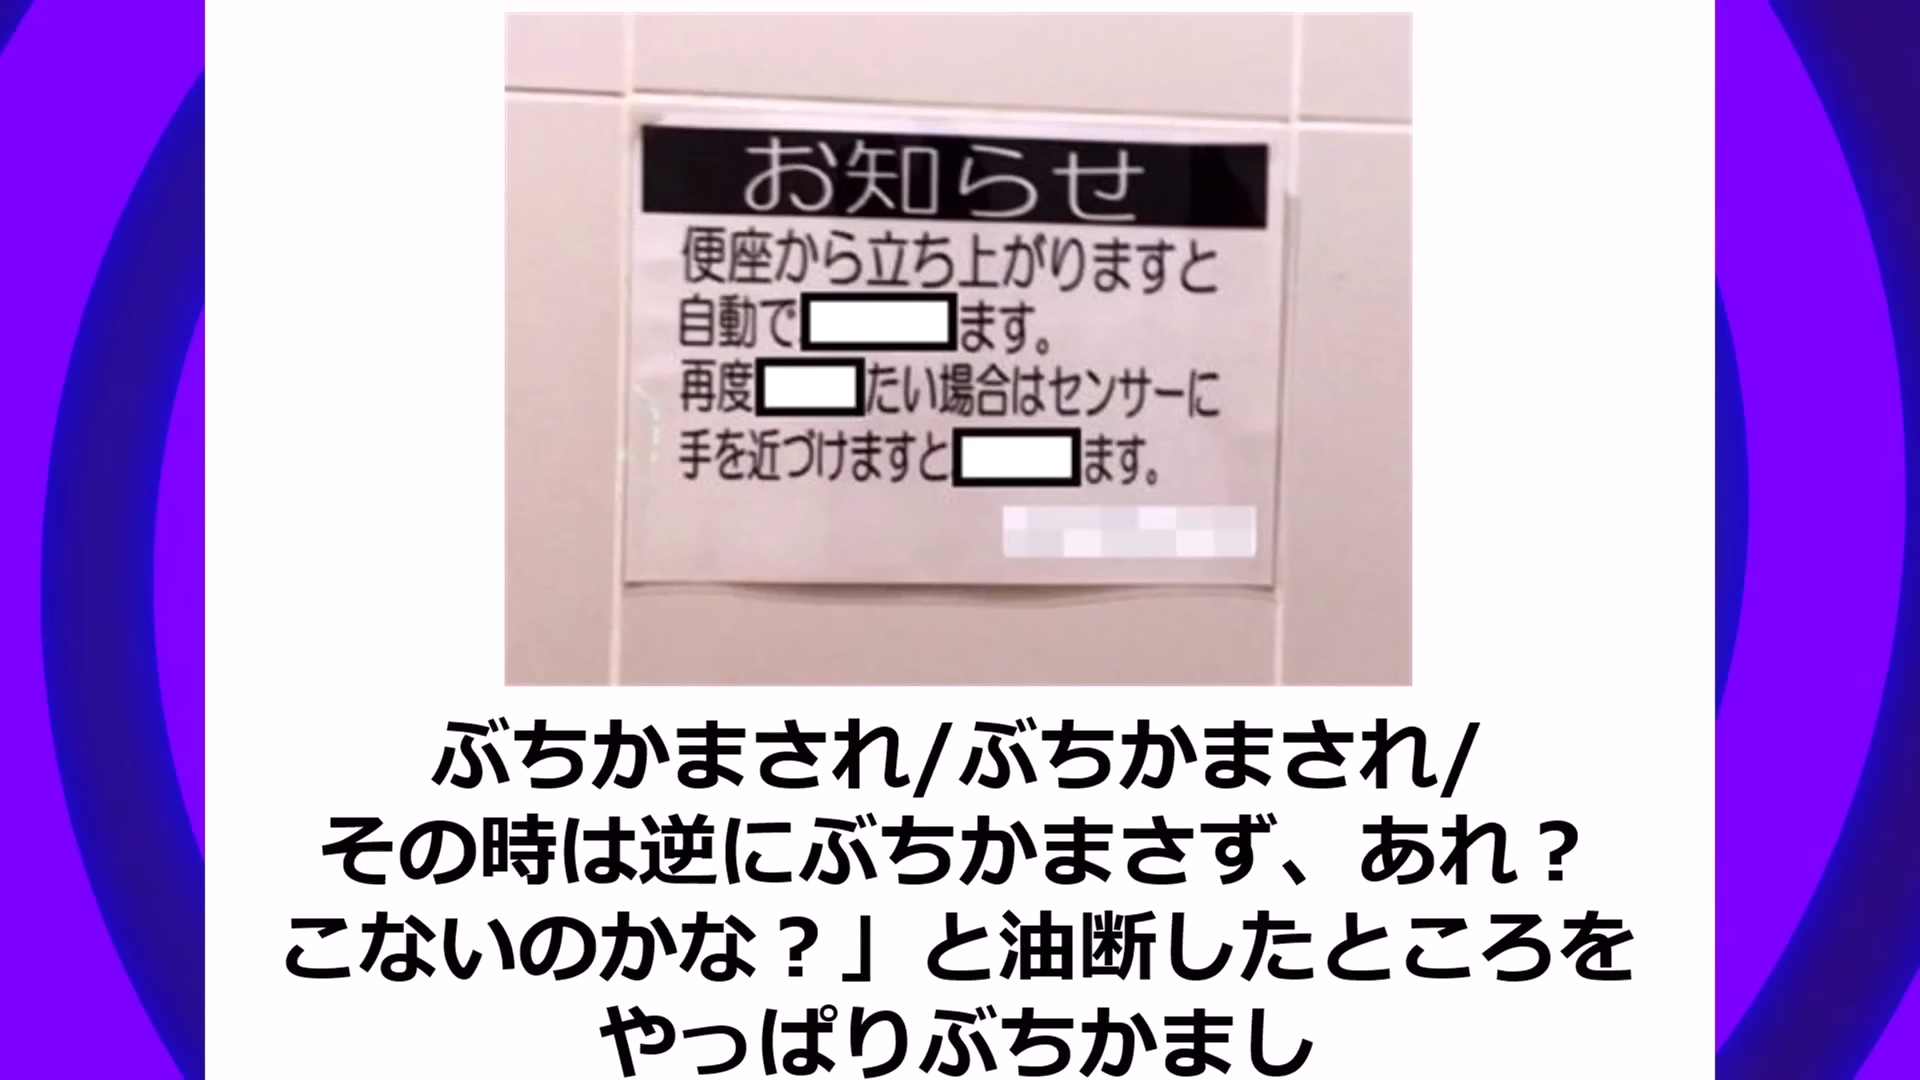 お知らせ
便座から立ち上がりますと
自動で ます。
再度 たい場合はセンサーに
手を近づけますと ます。
ぶちかまされ/ぶちかまされ/
その時は逆にぶちかまさず、あれ？
こないのかな？」と油断したところを
やっぱりぶちかまし